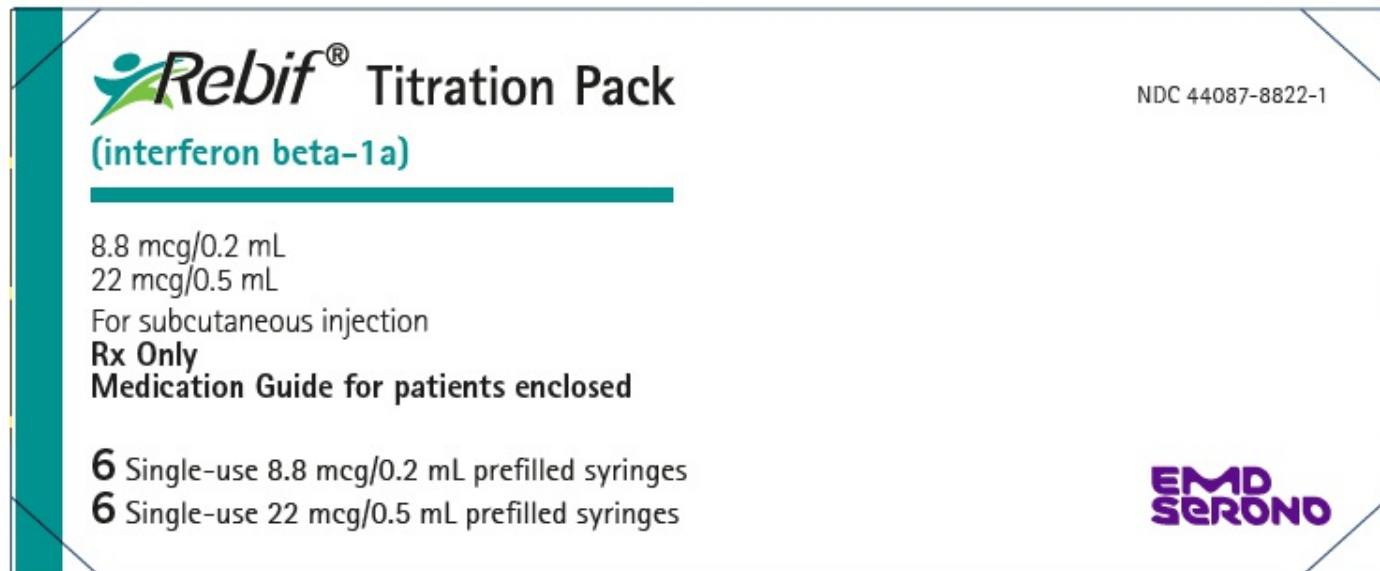 Rebif® Titration Pack
NDC 44087-8822-1
(interferon beta-1a)
8.8 mcg/0.2 mL
22 mcg/0.5 mL
For subcutaneous injection
Rx Only
Medication Guide for patients enclosed
6 Single-use 8.8 mcg/0.2 mL prefilled syringes
6 Single-use 22 mcg/0.5 mL prefilled syringes
EMD
SERONO